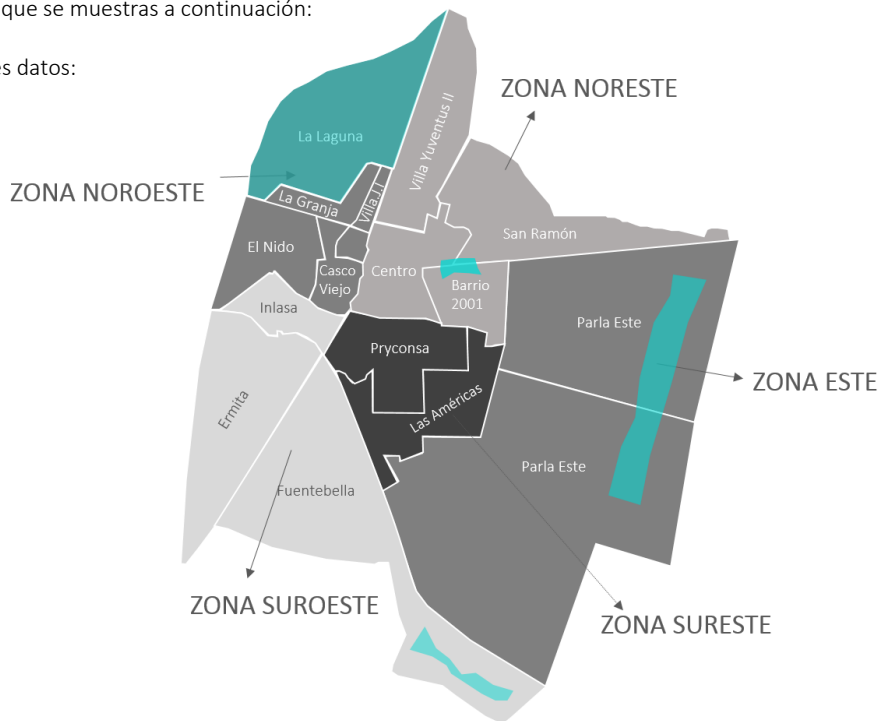 que se muestras a continuación:
es datos:
ZONA NORESTE
Villa Yuventus II
La Laguna
ZONA NOROESTE
La Granja
Villa J.I
San Ramón
El Nido
Centro
Casco
Viejo
Barrio
2001
Inlasa
Parla Este
Pryconsa
ZONA ESTE
Ermita
Las Américas
Parla Este
Fuentebella
ZONA SUROESTE
ZONA SURESTE